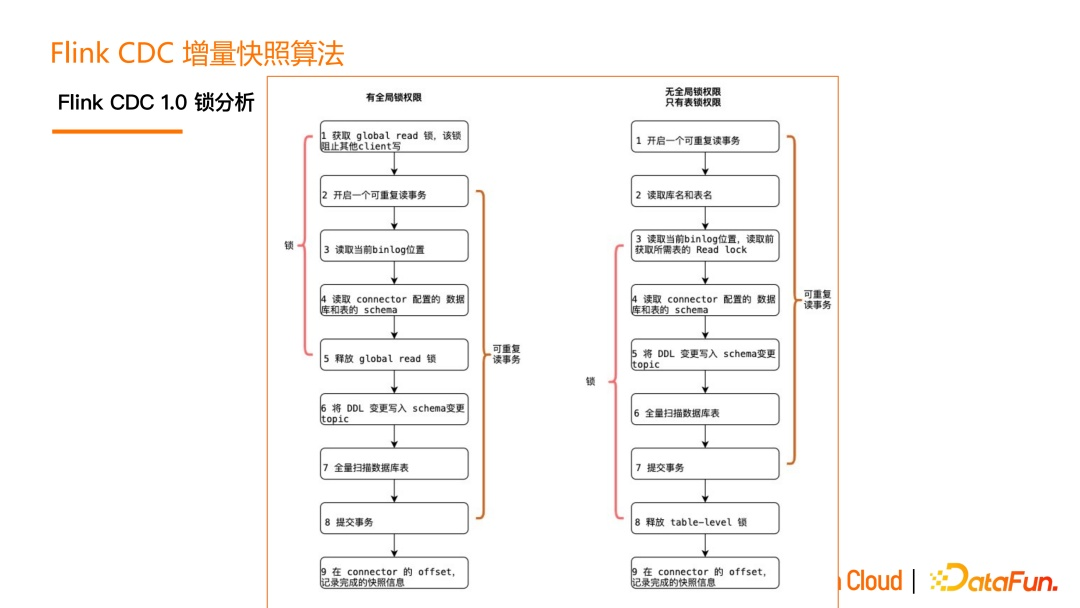 Flink CDC 增量快照算法
Flink CDC 1.0 锁分析
有全局锁权限
1 获取 global read 锁，该锁
阻止其他client写
2 开启一个可重复读事务
3 读取当前binlog位置
4 读取 connector 配置的 数据
库和表的 schema
5 释放 global read 锁
6 将 DDL 变更写入 schema变更
topic
7 全量扫描数据库表
8 提交事务
9 在 connector 的 offset,
记录完成的快照信息
锁
可重复
读事务
无全局锁权限
只有表锁权限
1 开启一个可重复读事务
2 读取库名和表名
3 读取当前binlog位置，读取前
获取所需表的 Read lock
4 读取 connector 配置的 数据
库和表的 schema
5 将 DDL 变更写入 schema变更
topic
6 全量扫描数据库表
7 提交事务
8 释放 table-level 锁
9 在 connector 的 offset,
记录完成的快照信息
锁
可重复
读事务
Cloud
DataFun.